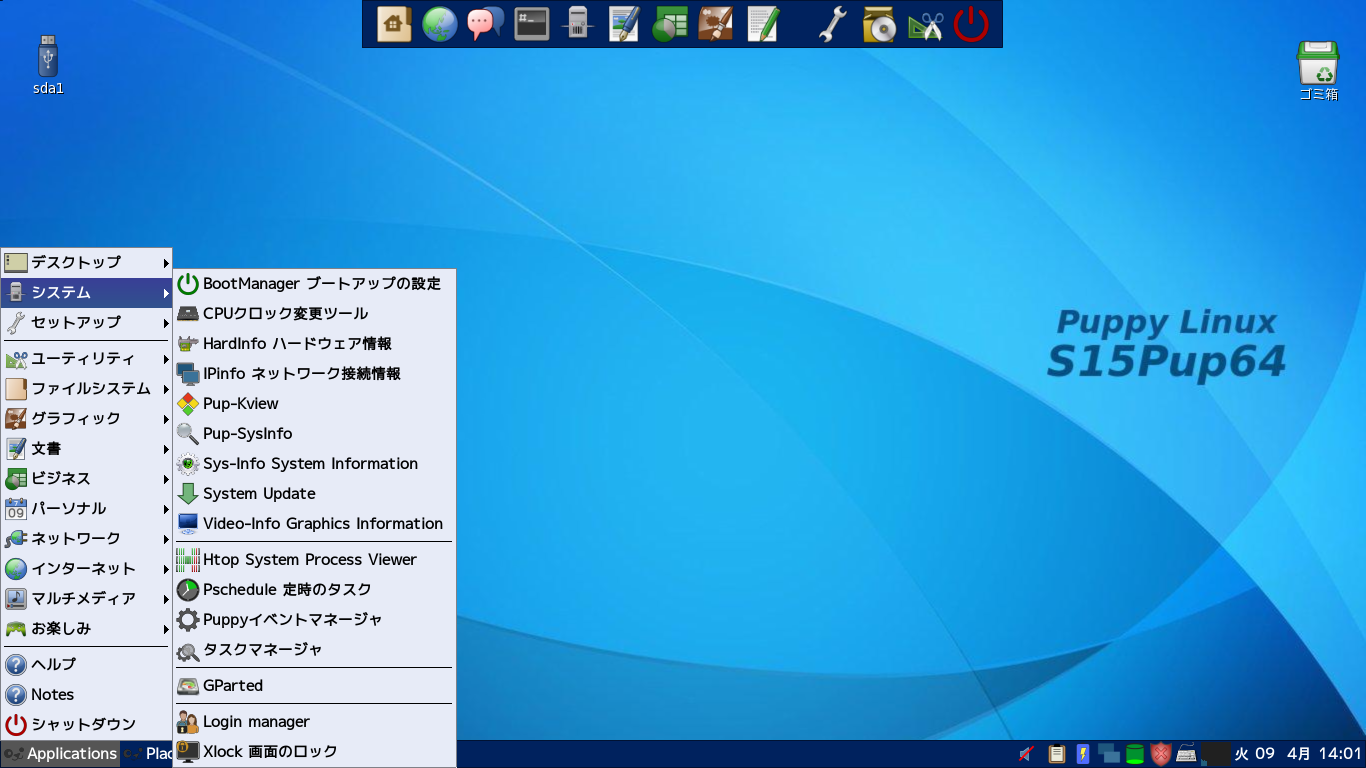 sda1
ゴミ箱
Puppy Linux
S15Pup64
デスクトップ
システム
セットアップ
ユーティリティ
ファイルシステム
グラフィック
文書
ビジネス
パーソナル
ネットワーク
インターネット
マルチメディア
お楽しみ
ヘルプ
Notes
シャットダウン
BootManager ブートアップの設定
CPUクロック変更ツール
HardInfo ハードウェア情報
IPinfo ネットワーク接続情報
Pup-Kview
Pup-SysInfo
Sys-Info System Information
System Update
Video-Info Graphics Information
Htop System Process Viewer
Pschedule 定時のタスク
Puppyイベントマネージャ
タスクマネージャ
GParted
Login manager
Xlock 画面のロック
Applications
Plac
火 09 4月 14:01